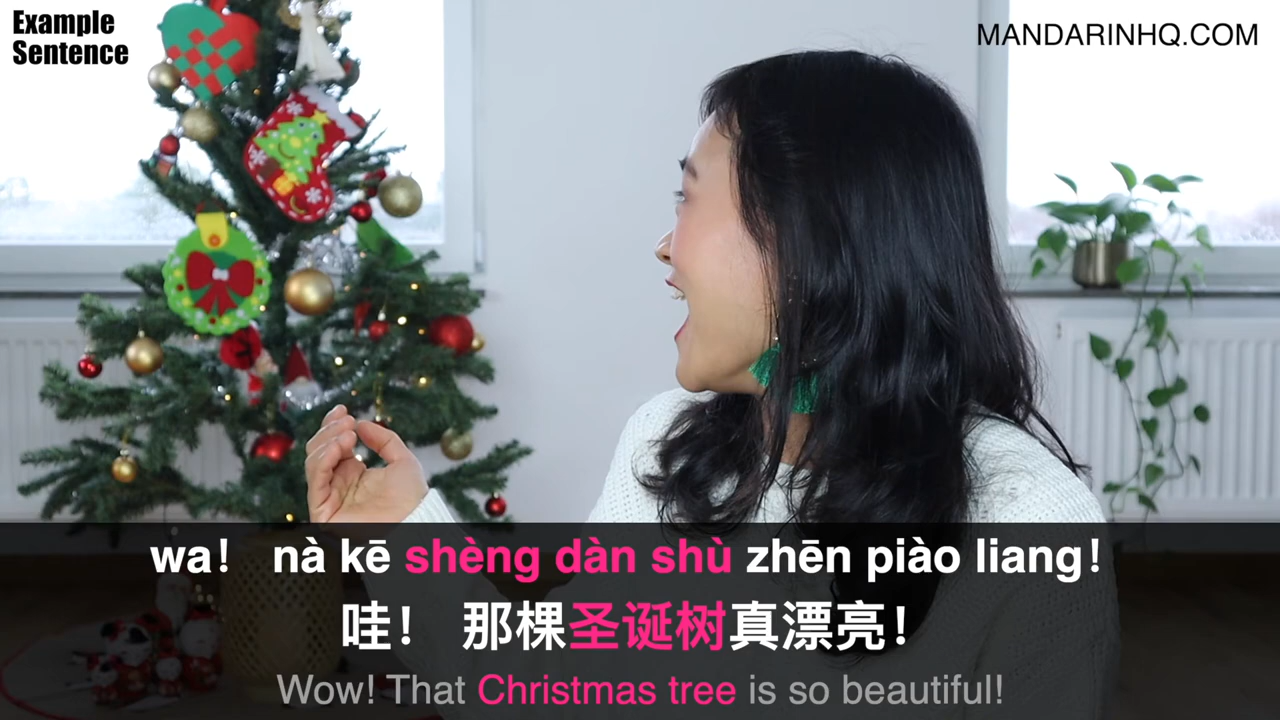 Example
Sentence
MANDARINHQ.COM
wa! nà kē shèng dàn shù zhēn piào liang!
哇! 那棵圣诞树真漂亮!
Wow! That Christmas tree is so beautiful!